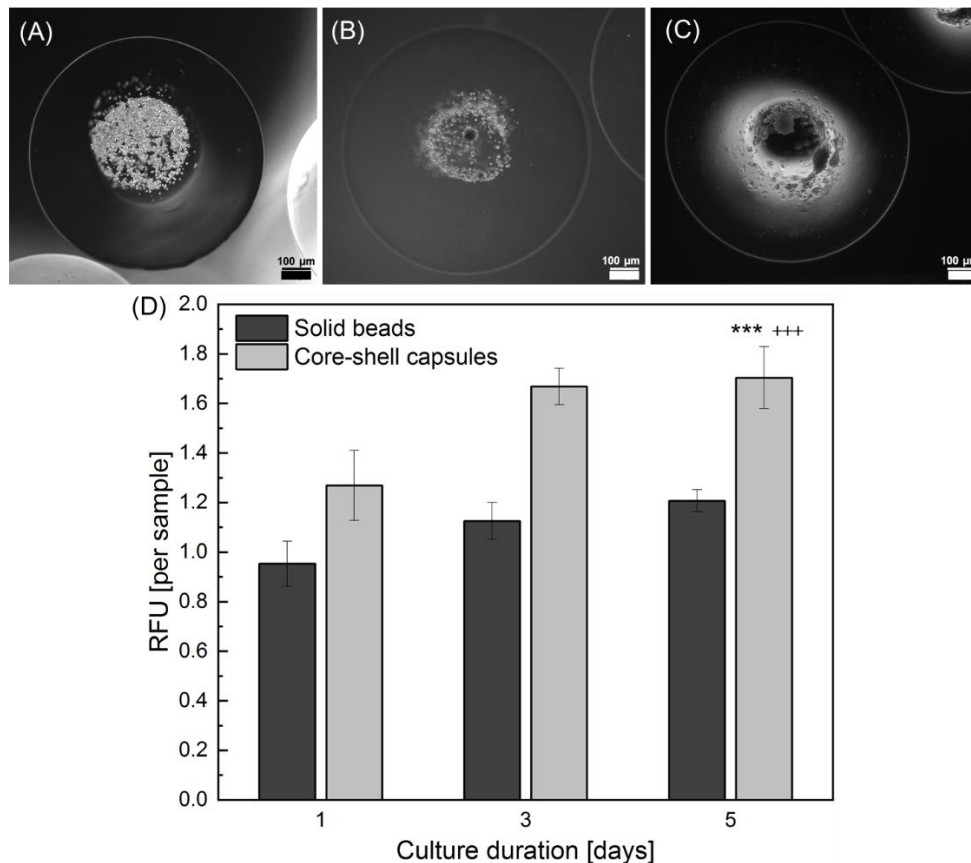 (A)
(B)
(C)
100 µm
100 µm
100 µm
(D)
2.0
1.8
1.6
1.4
1.2
1.0
0.8
0.6
0.4
0.2
0.0
RFU [per sample]
Solid beads
Core-shell capsules
*** +++
1
3
5
Culture duration [days]